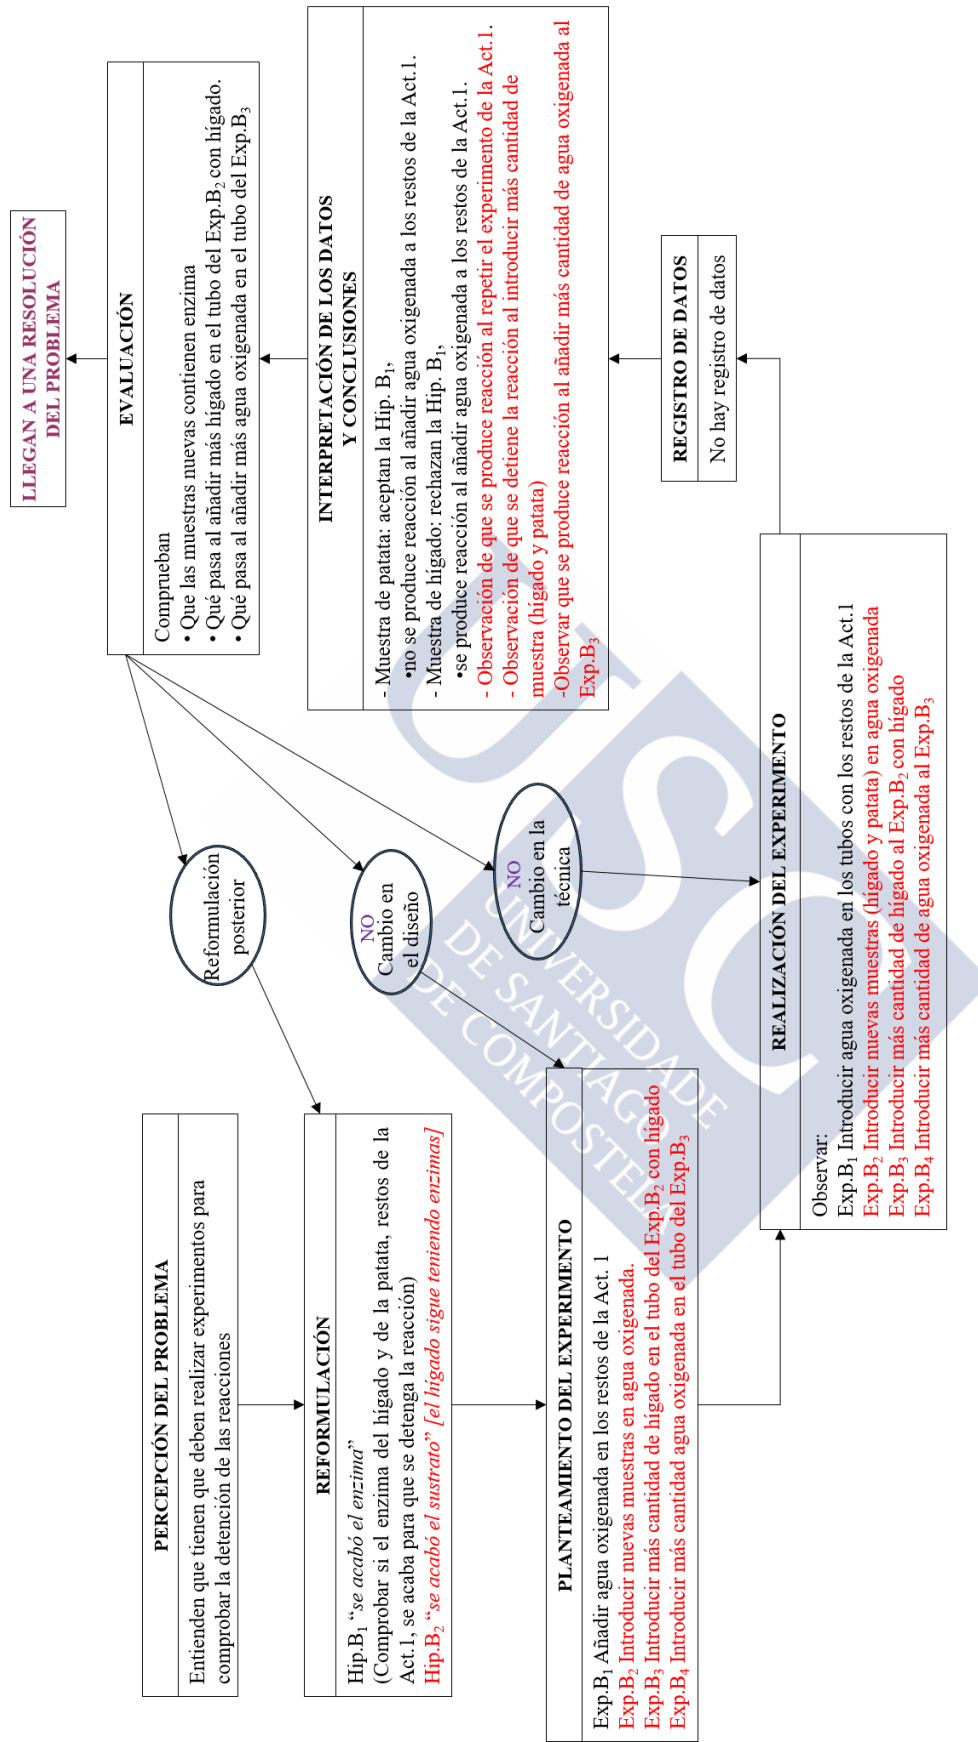 PERCEPCIÓN DEL PROBLEMA
Entienden que tienen que deben realizar experimentos para
comprobar la detención de las reacciones
REFORMULACIÓN
Hip.B₁ “se acabó el enzima”
(Comprobar si el enzima del hígado y de la patata, restos de la
Act.1, se acaba para que se detenga la reacción)
Hip.B₂ “se acabó el sustrato” [el hígado sigue teniendo enzimas]
PLANTEAMIENTO DEL EXPERIMENTO
Exp.B₁ Añadir agua oxigenada en los restos de la Act. 1
Exp.B₂ Introducir nuevas muestras en agua oxigenada.
Exp.B₃ Introducir más cantidad de hígado en el tubo del Exp.B₂ con hígado
Exp.B₄ Introducir más cantidad agua oxigenada en el tubo del Exp.B₃
Reformulación
posterior
NO
Cambio en
el diseño
NO
Cambio en la
técnica
REALIZACIÓN DEL EXPERIMENTO
Observar:
Exp.B₁ Introducir agua oxigenada en los tubos con los restos de la Act.1
Exp.B₂ Introducir nuevas muestras (hígado y patata) en agua oxigenada
Exp.B₃ Introducir más cantidad de hígado al Exp.B₂ con hígado
Exp.B₄ Introducir más cantidad de agua oxigenada al Exp.B₃
LLEGAN A UNA RESOLUCIÓN
DEL PROBLEMA
EVALUACIÓN
Comprueban
• Que las muestras nuevas contienen enzima
• Qué pasa al añadir más hígado en el tubo del Exp.B₂ con hígado.
• Qué pasa al añadir más agua oxigenada en el tubo del Exp.B₃
INTERPRETACIÓN DE LOS DATOS
Y CONCLUSIONES
- Muestra de patata: aceptan la Hip. B₁,
•no se produce reacción al añadir agua oxigenada a los restos de la Act.1.
- Muestra de hígado: rechazan la Hip. B₁,
•se produce reacción al añadir agua oxigenada a los restos de la Act.1.
- Observación de que se produce reacción al repetir el experimento de la Act.1.
- Observación de que se detiene la reacción al introducir más cantidad de
muestra (hígado y patata)
-Observar que se produce reacción al añadir más cantidad de agua oxigenada al
Exp.B₃
REGISTRO DE DATOS
No hay registro de datos
USC
UNIVERSIDADE
DE SANTIAGO
DE COMPOSTELA